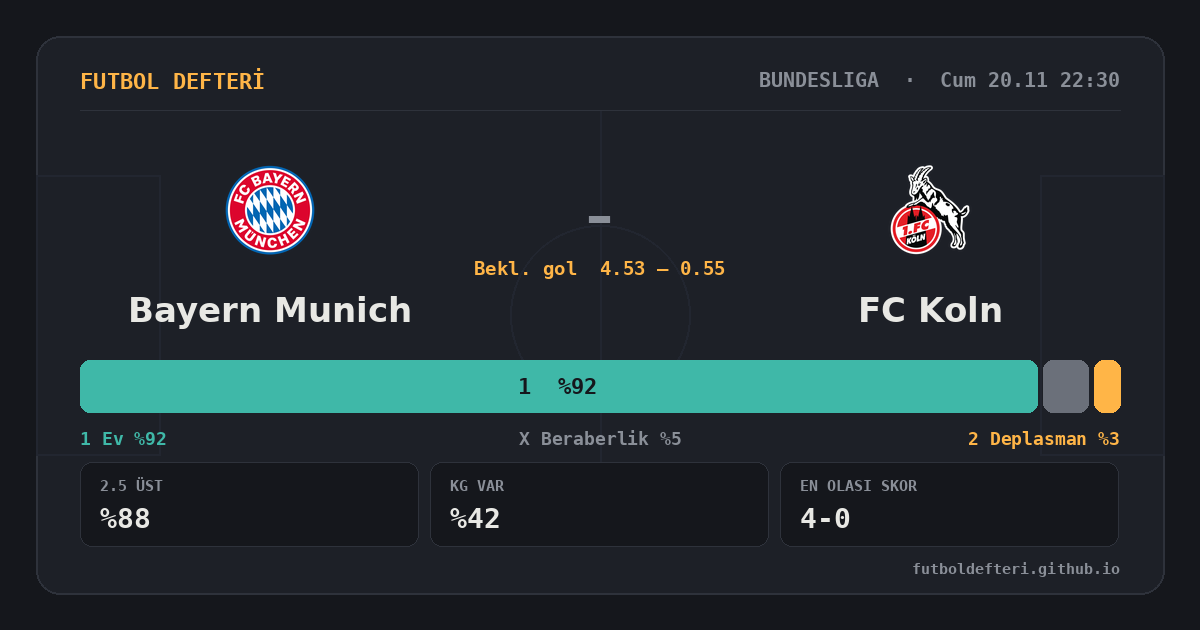 FUTBOL DEFTERİ
BUNDESLIGA · Cum 20.11 22:30
FC BAYERN
MÜNCHEN
1.FC
KÖLN
-
Bekl. gol 4.53 — 0.55
Bayern Munich
FC Koln
1 %92
1 Ev %92
X Beraberlik %5
2 Deplasman %3
2.5 ÜST
%88
KG VAR
%42
EN OLASI SKOR
4-0
futboldefteri.github.io